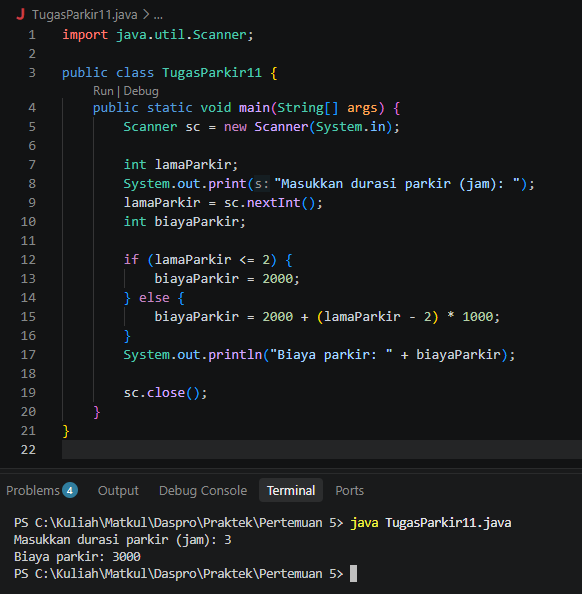 J TugasParkir11.java > ...
1 import java.util.Scanner;
2
3 public class TugasParkir11 {
Run | Debug
4 public static void main(String[] args) {
5 Scanner sc = new Scanner(System.in);
6
7 int lamaParkir;
8 System.out.print(s: "Masukkan durasi parkir (jam): ");
9 lamaParkir = sc.nextInt();
10 int biayaParkir;
11
12 if (lamaParkir <= 2) {
13 biayaParkir = 2000;
14 } else {
15 biayaParkir = 2000 + (lamaParkir - 2) * 1000;
16 }
17 System.out.println("Biaya parkir: " + biayaParkir);
18
19 sc.close();
20 }
21 }
22
Problems 4 Output Debug Console Terminal Ports
PS C:\Kuliah\Matkul\Daspro\Praktek\Pertemuan 5> java TugasParkir11.java
Masukkan durasi parkir (jam): 3
Biaya parkir: 3000
PS C:\Kuliah\Matkul\Daspro\Praktek\Pertemuan 5>